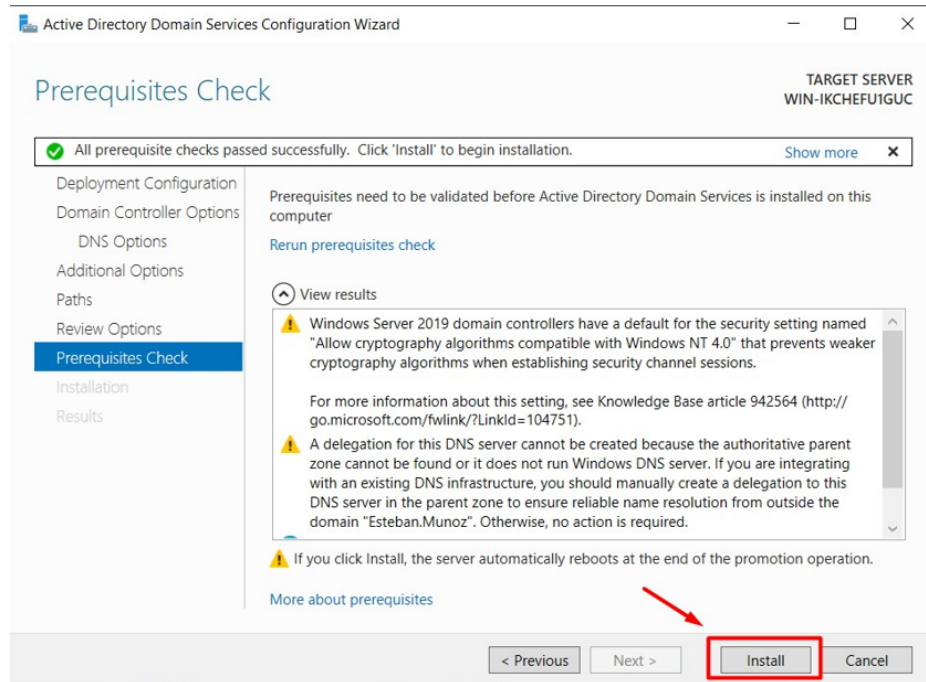 Active Directory Domain Services Configuration Wizard
Prerequisites Check
TARGET SERVER
WIN-IKCHEFU1GUC
All prerequisite checks passed successfully. Click 'Install' to begin installation.
Show more
Deployment Configuration
Domain Controller Options
DNS Options
Additional Options
Paths
Review Options
Prerequisites Check
Installation
Results
Prerequisites need to be validated before Active Directory Domain Services is installed on this
computer
Rerun prerequisites check
View results
Windows Server 2019 domain controllers have a default for the security setting named
"Allow cryptography algorithms compatible with Windows NT 4.0" that prevents weaker
cryptography algorithms when establishing security channel sessions.
For more information about this setting, see Knowledge Base article 942564 (http://
go.microsoft.com/fwlink/?LinkId=104751).
A delegation for this DNS server cannot be created because the authoritative parent
zone cannot be found or it does not run Windows DNS server. If you are integrating
with an existing DNS infrastructure, you should manually create a delegation to this
DNS server in the parent zone to ensure reliable name resolution from outside the
domain "Esteban.Munoz". Otherwise, no action is required.
If you click Install, the server automatically reboots at the end of the promotion operation.
More about prerequisites
< Previous
Next >
Install
Cancel